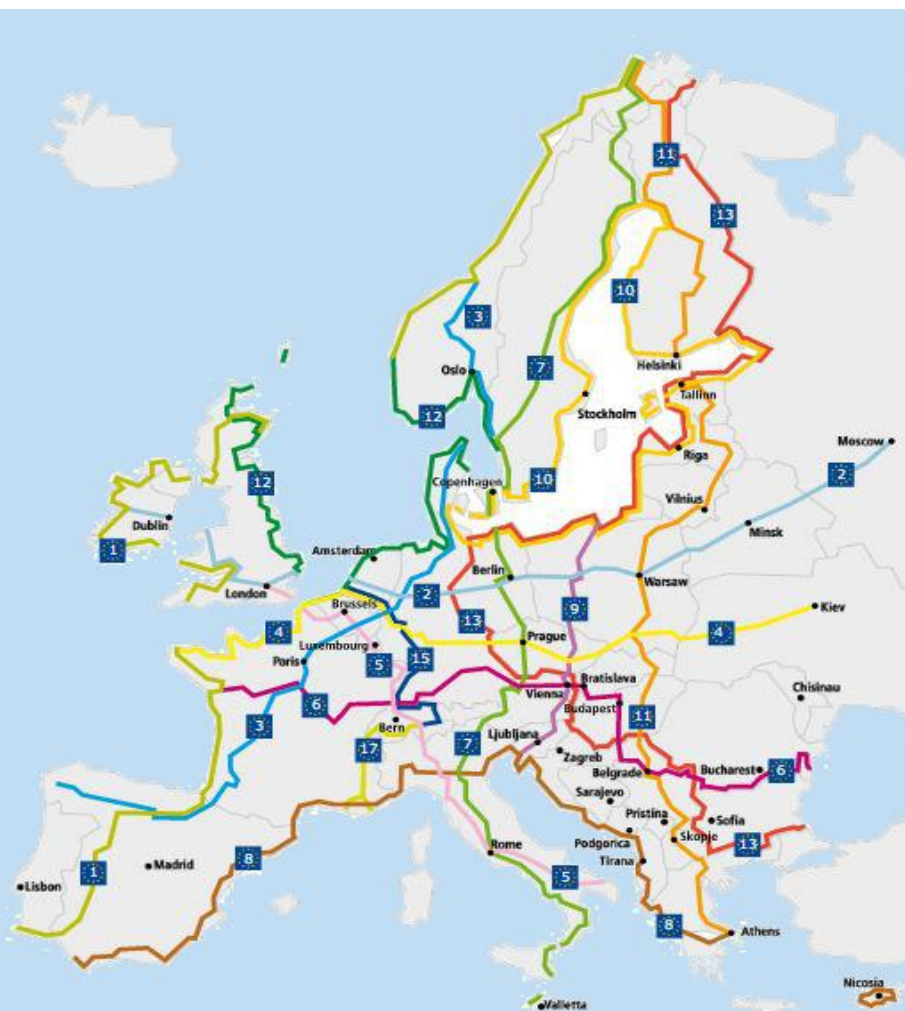 11
13
3
10
Oslo
Helsinki
7
Tallinn
Stockholm
12
Moscow
Riga
2
10
Copenhagen
12
Vilnius
Dublin
Minsk
1
Amsterdam
Berlin
Warsaw
London
2
Brussels
9
Kiev
13
4
4
Prague
Luxembourg
15
Paris
5
Bratislava
Vienna
Chisinau
6
Budapest
3
11
Bern
Ljubljana
7
17
Zagreb
Belgrade
Bucharest
6
Sarajevo
Pristina
Sofia
Skopje
Podgorica
Rome
13
8
Madrid
Tirana
1
5
Lisbon
8
Athens
Nicosia
Valletta